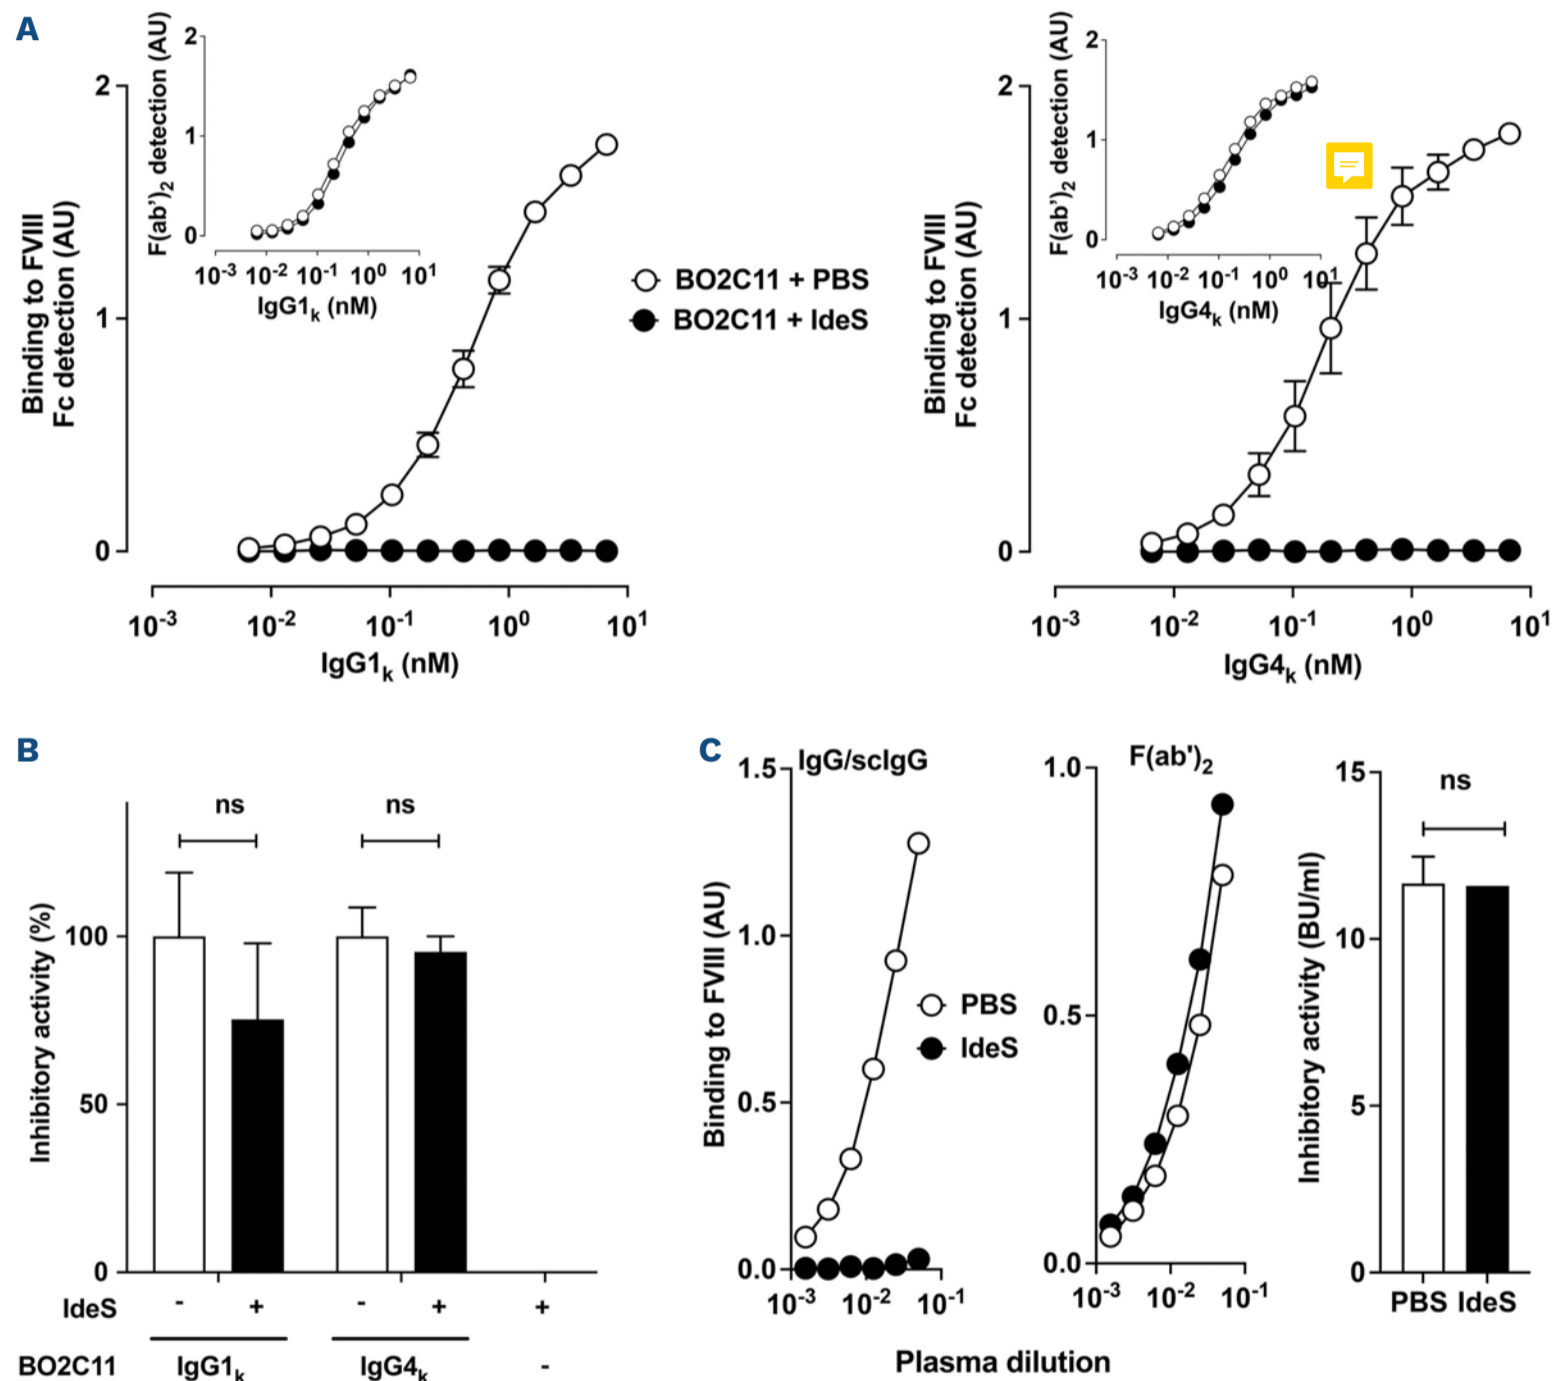 A
2
1
0
Binding to FVIII
Fc detection (AU)
10-3 10-2 10-1 100 101
IgG1k (nM)
2
1
0
F(ab')2 detection (AU)
10-3 10-2 10-1 100 101
IgG1k (nM)
BO2C11 + PBS
BO2C11 + IdeS
2
1
0
Binding to FVIII
Fc detection (AU)
10-3 10-2 10-1 100 101
IgG4k (nM)
2
1
0
F(ab')2 detection (AU)
10-3 10-2 10-1 100 101
IgG4k (nM)
B
ns ns
100
50
0
Inhibitory activity (%)
IdeS - + - + +
BO2C11 IgG1k IgG4k -
C
IgG/scIgG
1.5
1.0
0.5
0.0
Binding to FVIII (AU)
10-3 10-2 10-1
PBS
IdeS
F(ab')2
1.0
0.5
0.0
10-3 10-2 10-1
Plasma dilution
ns
15
10
5
0
Inhibitory activity (BU/ml)
PBS IdeS